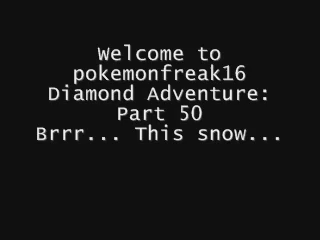 Welcome to
pokemonfreak16
Diamond Adventure:
Part 50
Brrr... This snow...